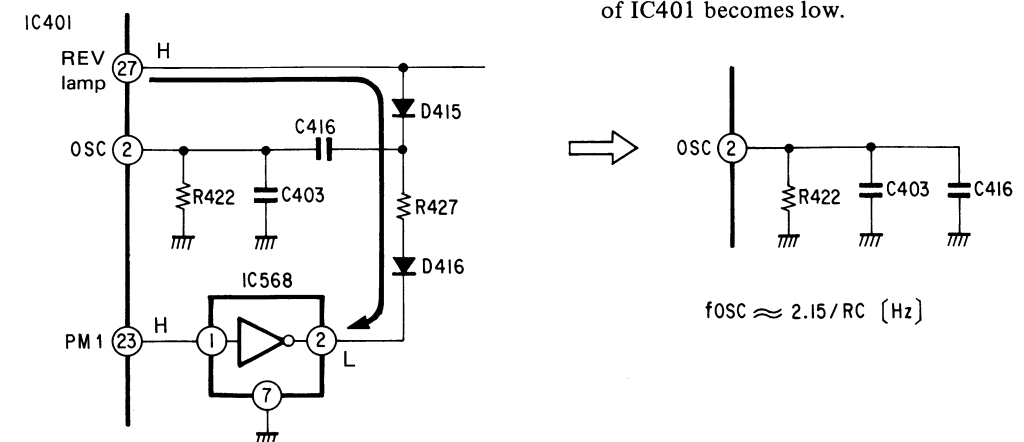 of IC401 becomes low.
IC401
REV
lamp
27
H
D415
C416
OSC
2
R422
C403
R427
D416
IC568
PM1
23
H
1
2
L
7
OSC
2
R422
C403
C416
fOSC ≈ 2.15/RC [Hz]